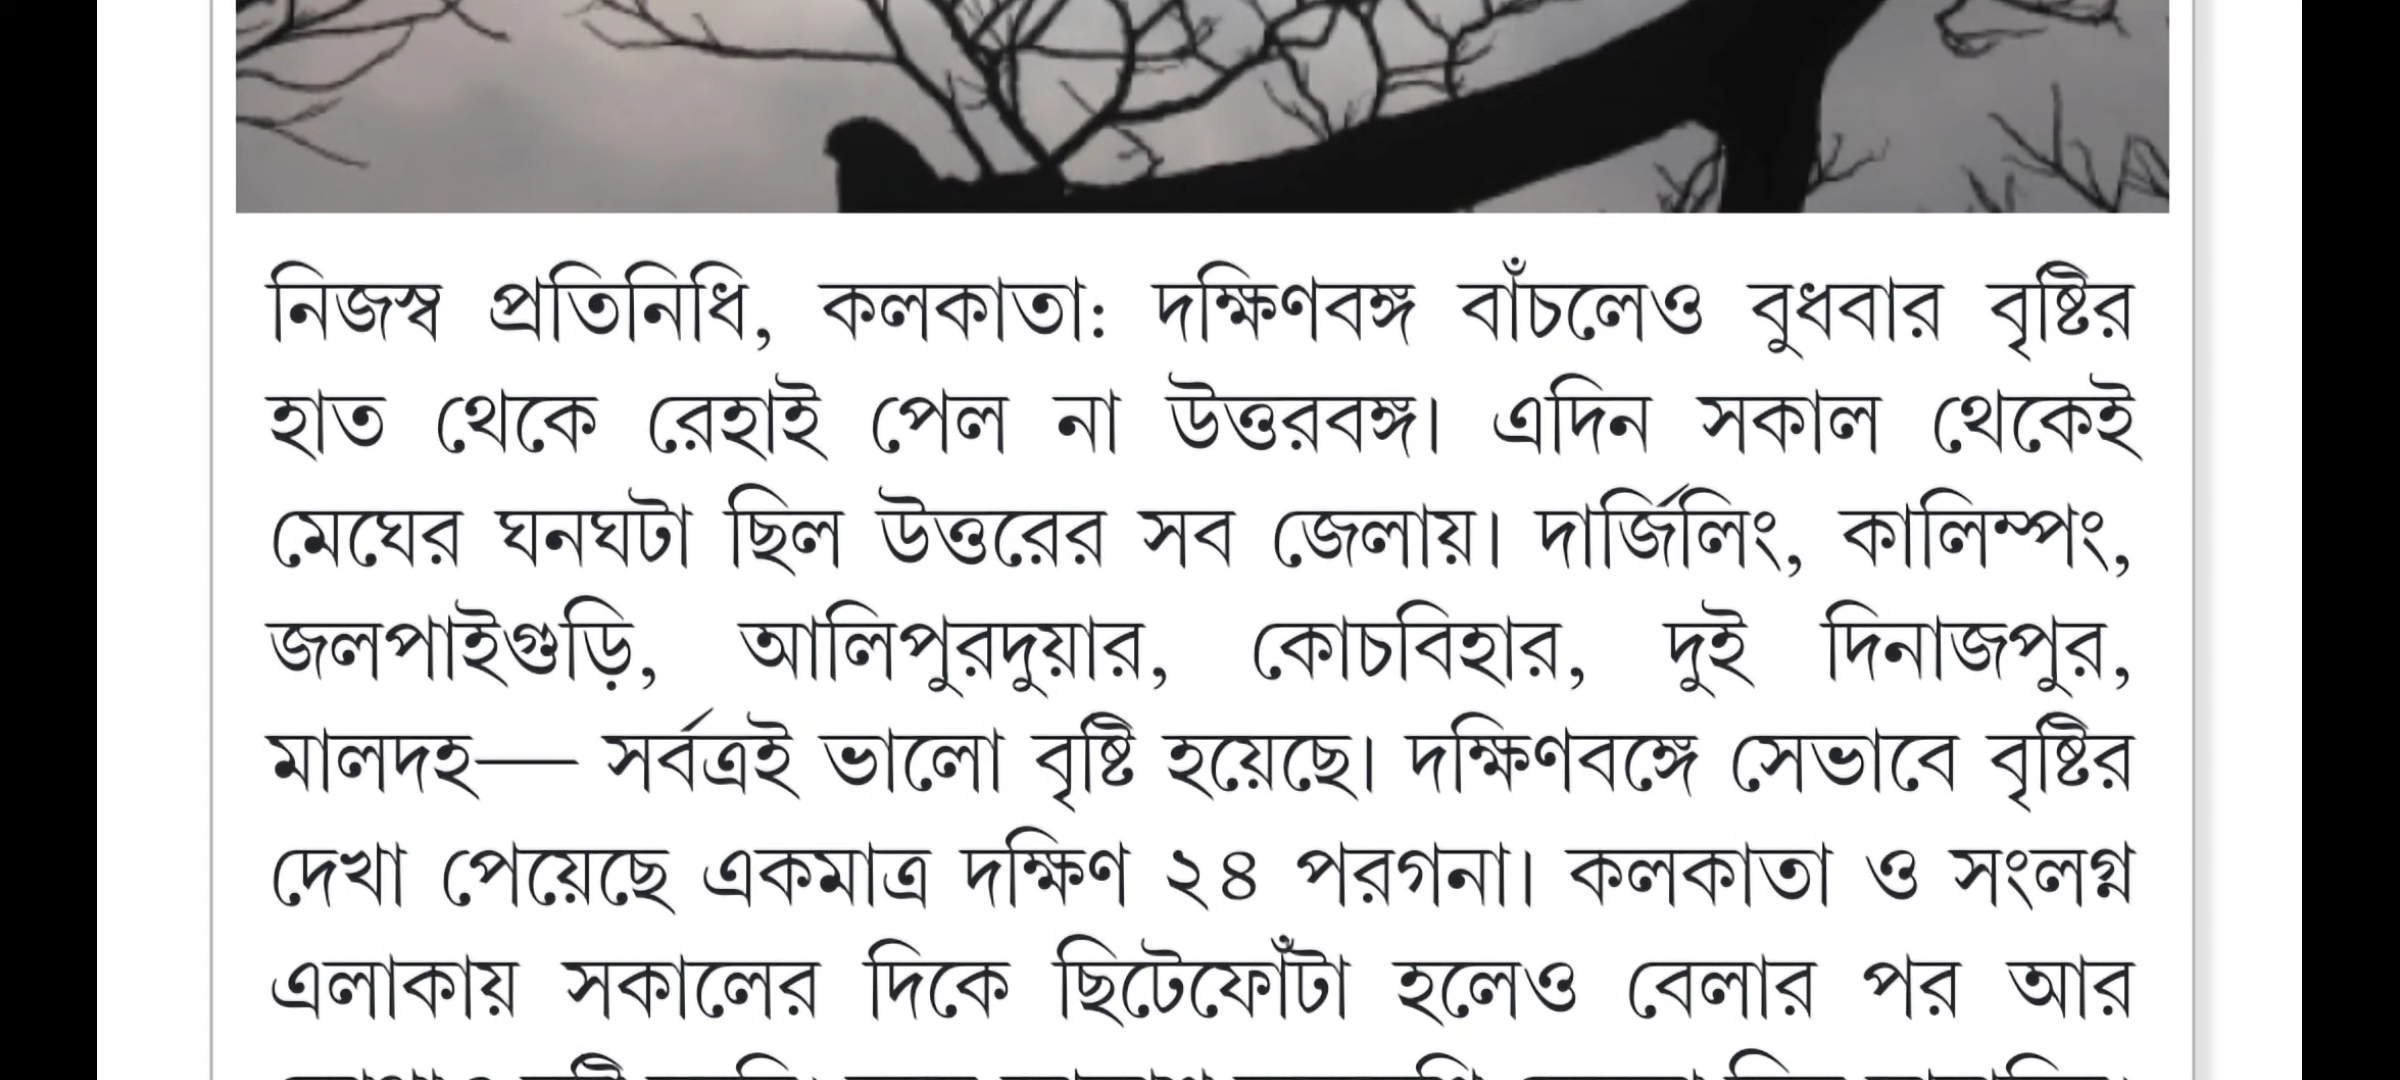 নিজস্ব প্রতিনিধি, কলকাতা: দক্ষিণবঙ্গ বাঁচলেও বুধবার বৃষ্টির
হাত থেকে রেহাই পেল না উত্তরবঙ্গ। এদিন সকাল থেকেই
মেঘের ঘনঘটা ছিল উত্তরের সব জেলায়। দার্জিলিং, কালিম্পং,
জলপাইগুড়ি, আলিপুরদুয়ার, কোচবিহার, দুই দিনাজপুর,
মালদহ— সর্বত্রই ভালো বৃষ্টি হয়েছে। দক্ষিণবঙ্গে সেভাবে বৃষ্টির
দেখা পেয়েছে একমাত্র দক্ষিণ ২৪ পরগনা। কলকাতা ও সংলগ্ন
এলাকায় সকালের দিকে ছিটেফোঁটা হলেও বেলার পর আর